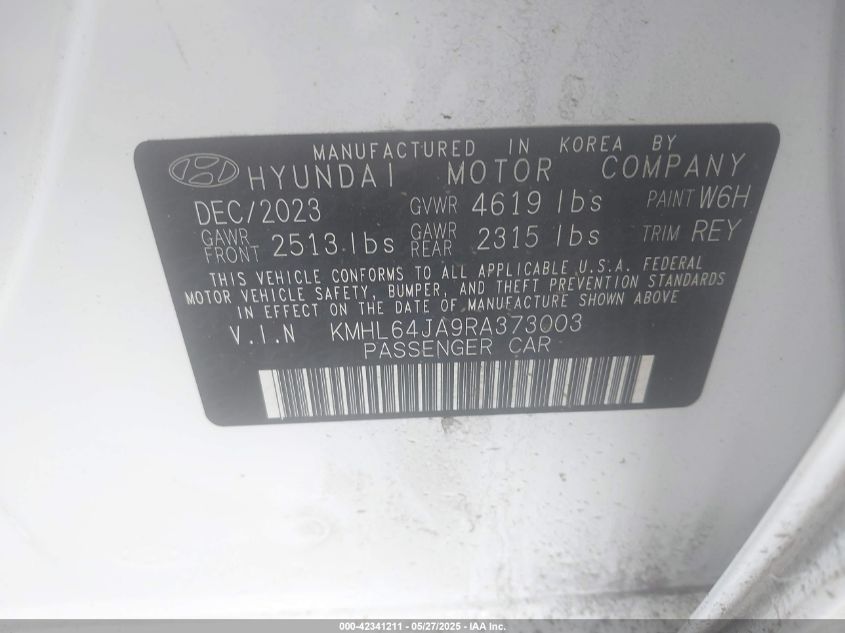 MANUFACTURED IN KOREA BY
HYUNDAI MOTOR COMPANY
DEC/2023 GVWR 4619 lbs PAINT W6H
GAWR FRONT 2513 lbs GAWR REAR 2315 lbs TRIM REY
THIS VEHICLE CONFORMS TO ALL APPLICABLE U.S.A. FEDERAL
MOTOR VEHICLE SAFETY, BUMPER, AND THEFT PREVENTION STANDARDS
IN EFFECT ON THE DATE OF MANUFACTURE SHOWN ABOVE
V.I.N KMHL64JA9RA373003
PASSENGER CAR
000-42341211 - 05/27/2025 - IAA Inc.